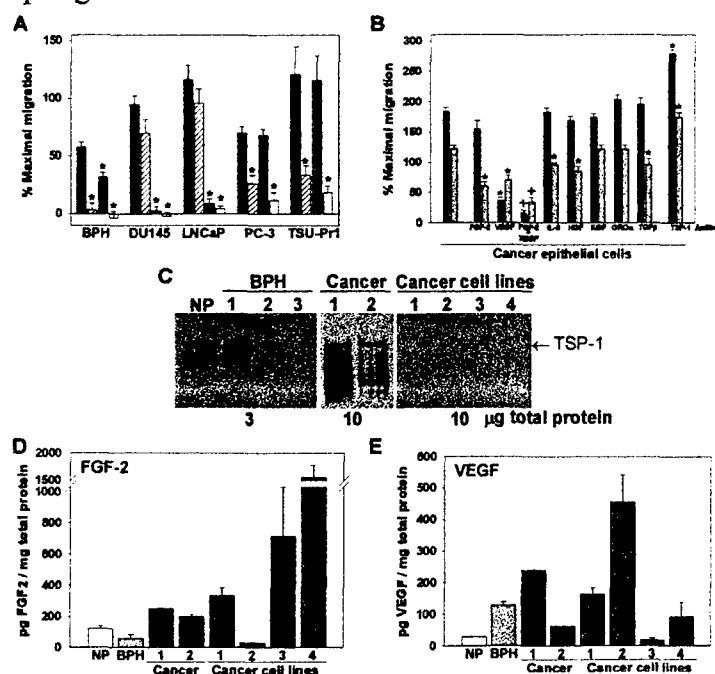 A
% Maximal migration
150
100
50
0
BPH DU145 LNCaP PC-3 TSU-Pr1
B
% Maximal migration
300
250
200
150
100
50
0
FGF-2 VEGF IL-8 HGF TGFβ TSP-1
Cancer epithelial cells
C
BPH Cancer Cancer cell lines
NP 1 2 3 1 2 1 2 3 4
← TSP-1
3 10 10 μg total protein
D
FGF-2
pg FGF2 / mg total protein
2000
1500
1000
800
600
400
200
0
NP BPH 1 2 1 2 3 4
Cancer Cancer cell lines
E
VEGF
pg VEGF / mg total protein
600
500
400
300
200
100
0
NP BPH 1 2 1 2 3 4
Cancer Cancer cell lines